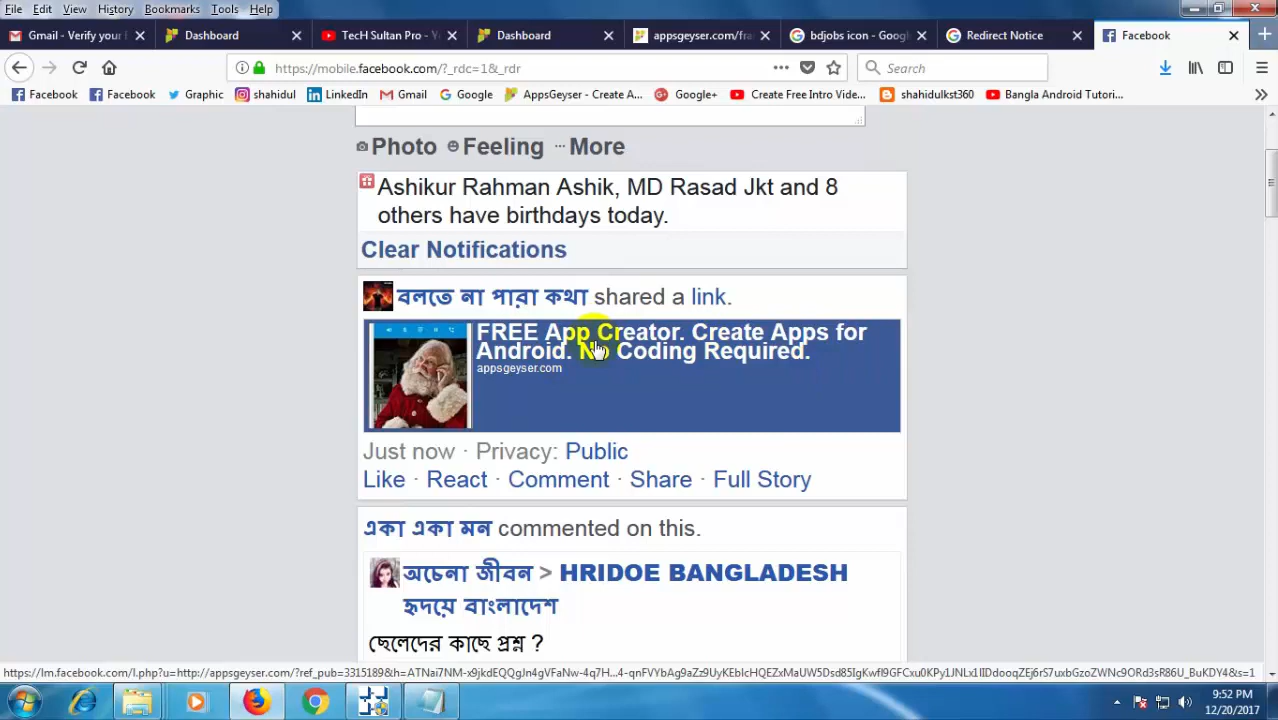 File Edit View History Bookmarks Tools Help
Gmail - Verify your Dashboard TecH Sultan Pro - Dashboard appsgeyser.com/fra bdjobs icon - Goog Redirect Notice Facebook
https://mobile.facebook.com/?_rdc=1&_rdr Search
Facebook Facebook Graphic shahidul LinkedIn Gmail Google AppsGeyser - Create A... Google+ Create Free Intro Vide... shahidulkst360 Bangla Android Tutori...
Photo Feeling ··· More
Ashikur Rahman Ashik, MD Rasad Jkt and 8
others have birthdays today.
Clear Notifications
বলতে না পারা কথা shared a link.
FREE App Creator. Create Apps for
Android. No Coding Required.
appsgeyser.com
Just now · Privacy: Public
Like · React · Comment · Share · Full Story
একা একা মন commented on this.
অচেনা জীবন > HRIDOE BANGLADESH
হৃদয়ে বাংলাদেশ
ছেলেদের কাছে প্রশ্ন ?
9:52 PM
12/20/2017